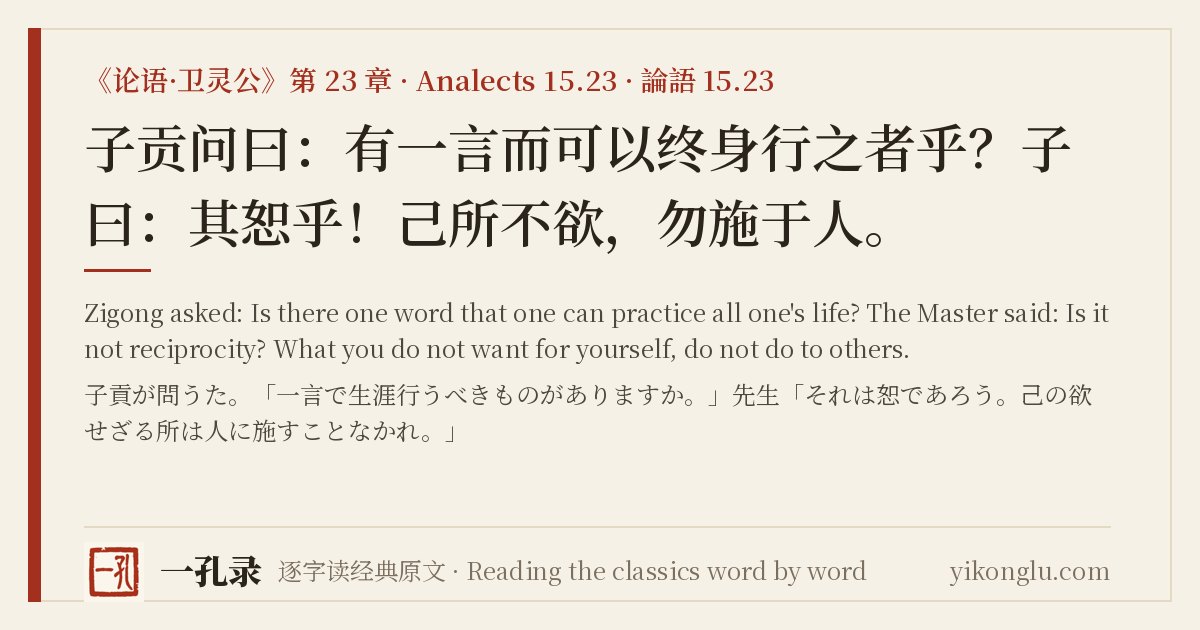 《论语·卫灵公》第 23 章 · Analects 15.23 · 論語 15.23
子贡问曰：有一言而可以终身行之者乎？子
曰：其恕乎！己所不欲，勿施于人。
Zigong asked: Is there one word that one can practice all one's life? The Master said: Is it
not reciprocity? What you do not want for yourself, do not do to others.
子貢が問うた。「一言で生涯行うべきものがありますか。」先生「それは恕であろう。己の欲
せざる所は人に施すことなかれ。」
一孔
一孔录 逐字读经典原文 · Reading the classics word by word yikonglu.com